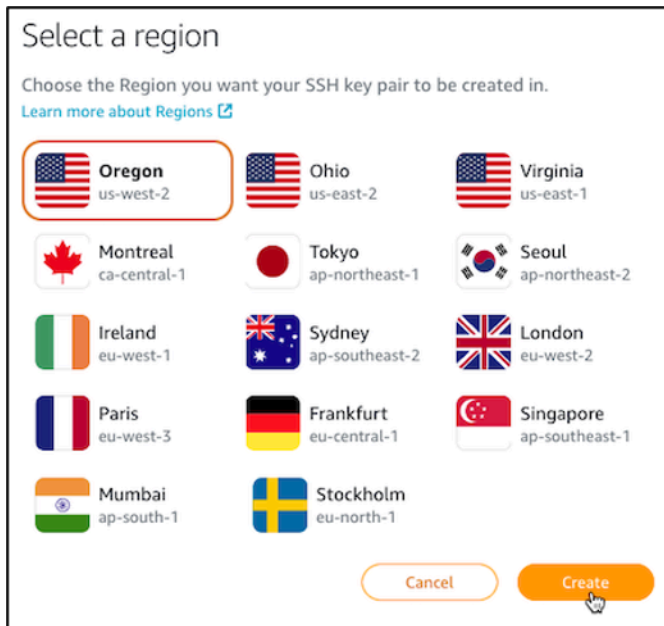 Select a region
Choose the Region you want your SSH key pair to be created in.
Learn more about Regions
Oregon
us-west-2
Ohio
us-east-2
Virginia
us-east-1
Montreal
ca-central-1
Tokyo
ap-northeast-1
Seoul
ap-northeast-2
Ireland
eu-west-1
Sydney
ap-southeast-2
London
eu-west-2
Paris
eu-west-3
Frankfurt
eu-central-1
Singapore
ap-southeast-1
Mumbai
ap-south-1
Stockholm
eu-north-1
Cancel
Create